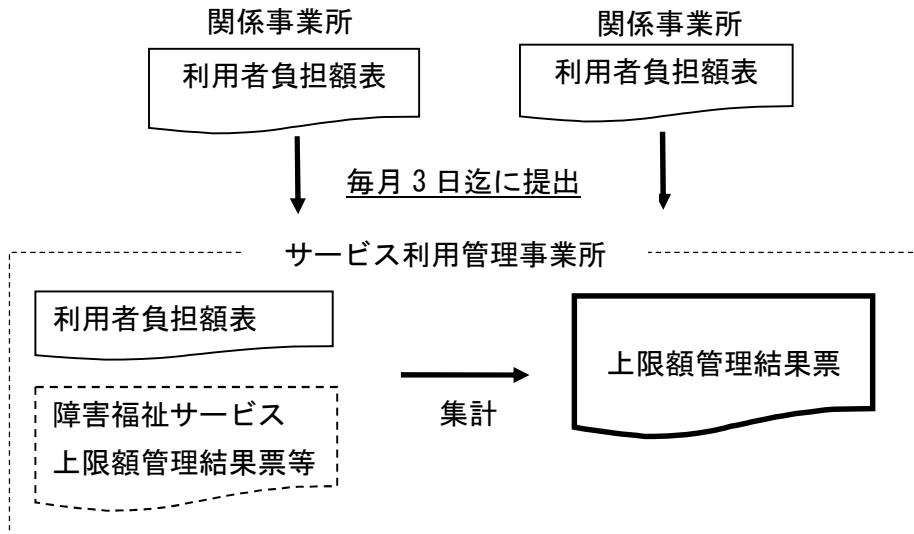 関係事業所
関係事業所
利用者負担額表
利用者負担額表
毎月3日迄に提出
サービス利用管理事業所
利用者負担額表
障害福祉サービス
上限額管理結果票等
集計
上限額管理結果票